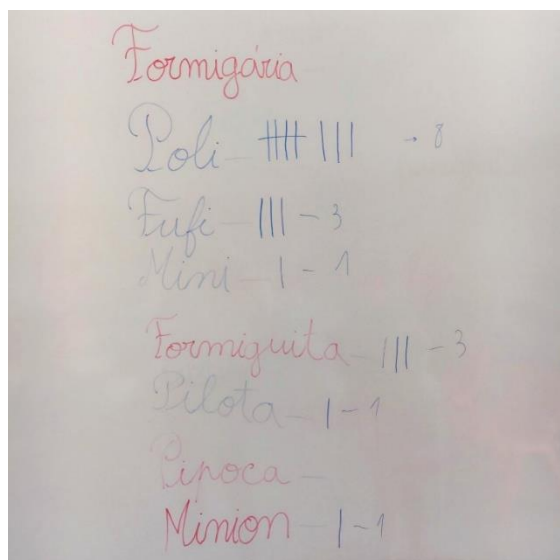 Formigária
Poli - 𝍸 ||| - 8
Fufi - ||| - 3
Mini - | - 1
Formiguita - ||| - 3
Pilota - | - 1
Pipoca -
Minion - | - 1